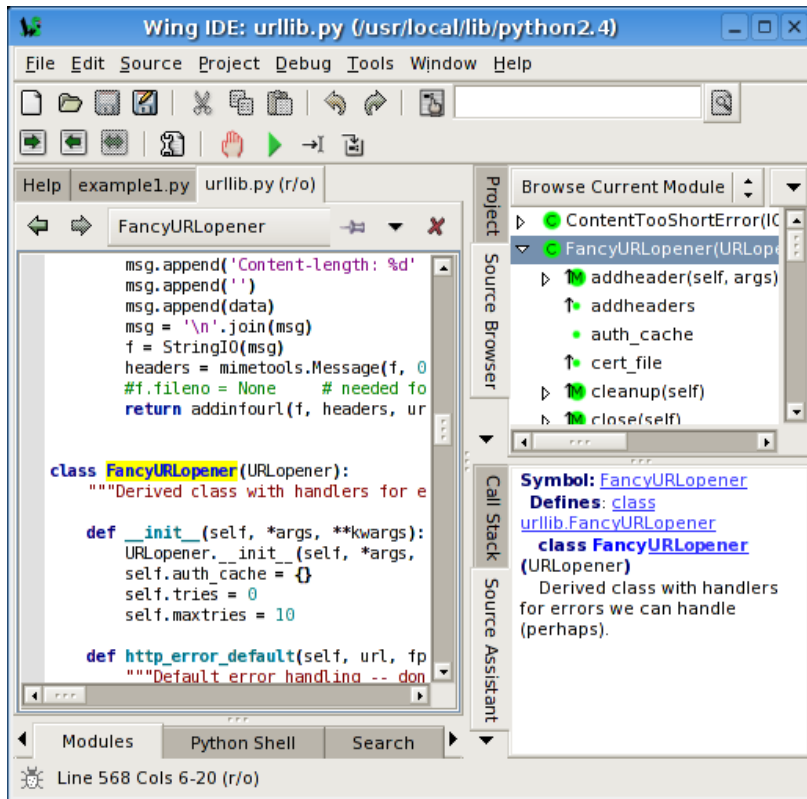 Wing IDE: urllib.py (/usr/local/lib/python2.4)
File Edit Source Project Debug Tools Window Help
Help example1.py urllib.py (r/o)
FancyURLopener
msg.append('Content-length: %d'
msg.append('')
msg.append(data)
msg = '\n'.join(msg)
f = StringIO(msg)
headers = mimetools.Message(f, 0
#f.fileno = None # needed fo
return addinfourl(f, headers, ur
class FancyURLopener(URLopener):
"""Derived class with handlers for e
def __init__(self, *args, **kwargs):
URLopener.__init__(self, *args,
self.auth_cache = {}
self.tries = 0
self.maxtries = 10
def http_error_default(self, url, fp
"""Default error handling -- don
Modules Python Shell Search
Line 568 Cols 6-20 (r/o)
Project
Source Browser
Browse Current Module
C ContentTooShortError(IO
C FancyURLopener(URLope
M addheader(self, args)
addheaders
auth_cache
cert_file
M cleanup(self)
M close(self)
Call Stack
Source Assistant
Symbol: FancyURLopener
Defines: class
urllib.FancyURLopener
class FancyURLopener
(URLopener)
Derived class with handlers
for errors we can handle
(perhaps).